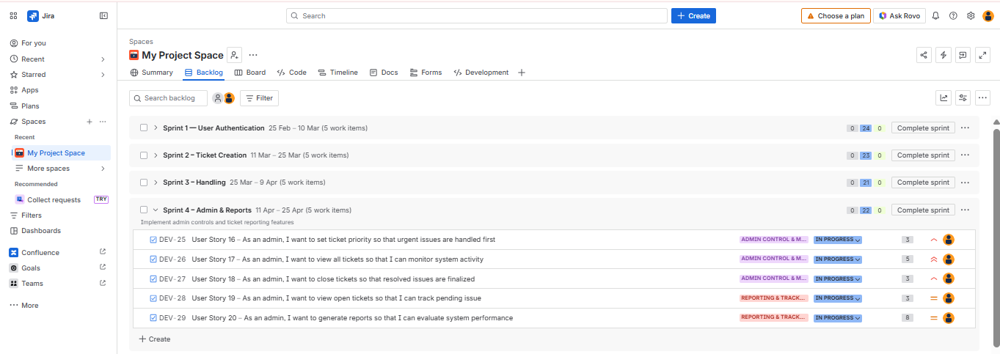 Jira
Search
Create
Choose a plan
Ask Rovo
For you
Recent
Starred
Apps
Plans
Spaces
Recent
My Project Space
More spaces
Recommended
Collect requests TRY
Filters
Dashboards
Confluence
Goals
Teams
More
Spaces
My Project Space
Summary Backlog Board Code Timeline Docs Forms Development
Search backlog Filter
Sprint 1 — User Authentication 25 Feb – 10 Mar (5 work items) 0 24 0 Complete sprint
Sprint 2 – Ticket Creation 11 Mar – 25 Mar (5 work items) 0 23 0 Complete sprint
Sprint 3 – Handling 25 Mar – 9 Apr (5 work items) 0 21 0 Complete sprint
Sprint 4 – Admin & Reports 11 Apr – 25 Apr (5 work items) 0 22 0 Complete sprint
Implement admin controls and ticket reporting features
DEV-25 User Story 16 – As an admin, I want to set ticket priority so that urgent issues are handled first ADMIN CONTROL & M... IN PROGRESS 3
DEV-26 User Story 17 – As an admin, I want to view all tickets so that I can monitor system activity ADMIN CONTROL & M... IN PROGRESS 5
DEV-27 User Story 18 – As an admin, I want to close tickets so that resolved issues are finalized ADMIN CONTROL & M... IN PROGRESS 3
DEV-28 User Story 19 – As an admin, I want to view open tickets so that I can track pending issue REPORTING & TRACK... IN PROGRESS 3
DEV-29 User Story 20 – As an admin, I want to generate reports so that I can evaluate system performance REPORTING & TRACK... IN PROGRESS 8
Create